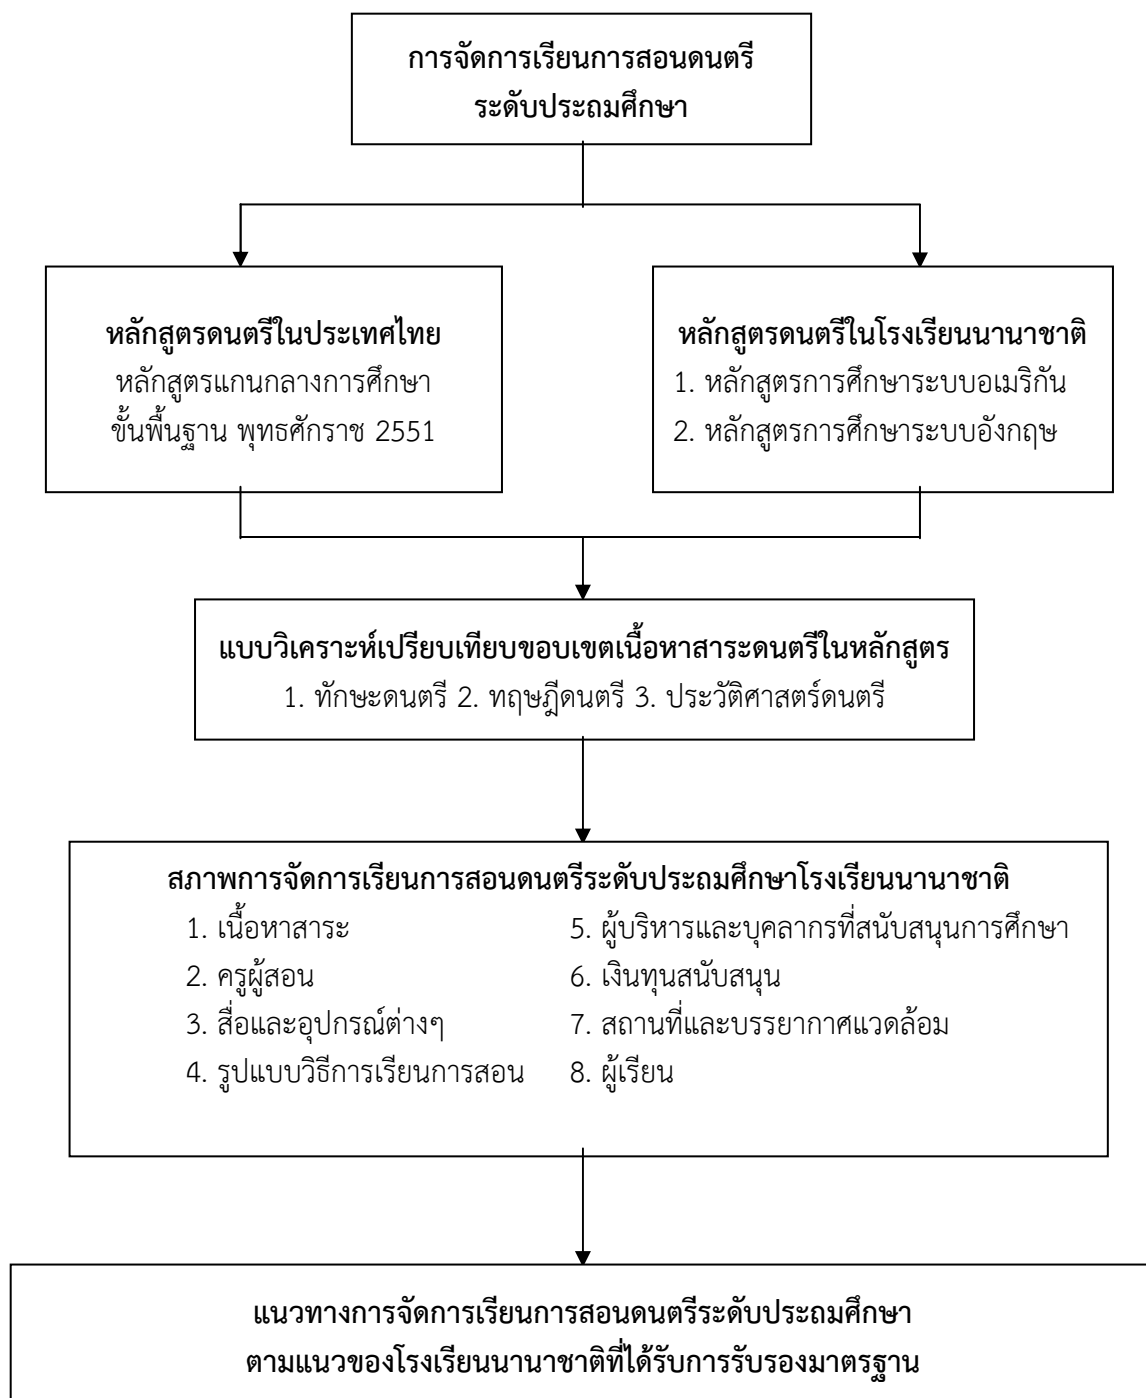 การจัดการเรียนการสอนดนตรี
ระดับประถมศึกษา
หลักสูตรดนตรีในประเทศไทย
หลักสูตรแกนกลางการศึกษา
ขั้นพื้นฐาน พุทธศักราช 2551
หลักสูตรดนตรีในโรงเรียนนานาชาติ
1. หลักสูตรการศึกษาระบบอเมริกัน
2. หลักสูตรการศึกษาระบบอังกฤษ
แบบวิเคราะห์เปรียบเทียบขอบเขตเนื้อหาสาระดนตรีในหลักสูตร
1. ทักษะดนตรี 2. ทฤษฎีดนตรี 3. ประวัติศาสตร์ดนตรี
สภาพการจัดการเรียนการสอนดนตรีระดับประถมศึกษาโรงเรียนนานาชาติ
1. เนื้อหาสาระ
2. ครูผู้สอน
3. สื่อและอุปกรณ์ต่างๆ
4. รูปแบบวิธีการเรียนการสอน
5. ผู้บริหารและบุคลากรที่สนับสนุนการศึกษา
6. เงินทุนสนับสนุน
7. สถานที่และบรรยากาศแวดล้อม
8. ผู้เรียน
แนวทางการจัดการเรียนการสอนดนตรีระดับประถมศึกษา
ตามแนวของโรงเรียนนานาชาติที่ได้รับการรับรองมาตรฐาน